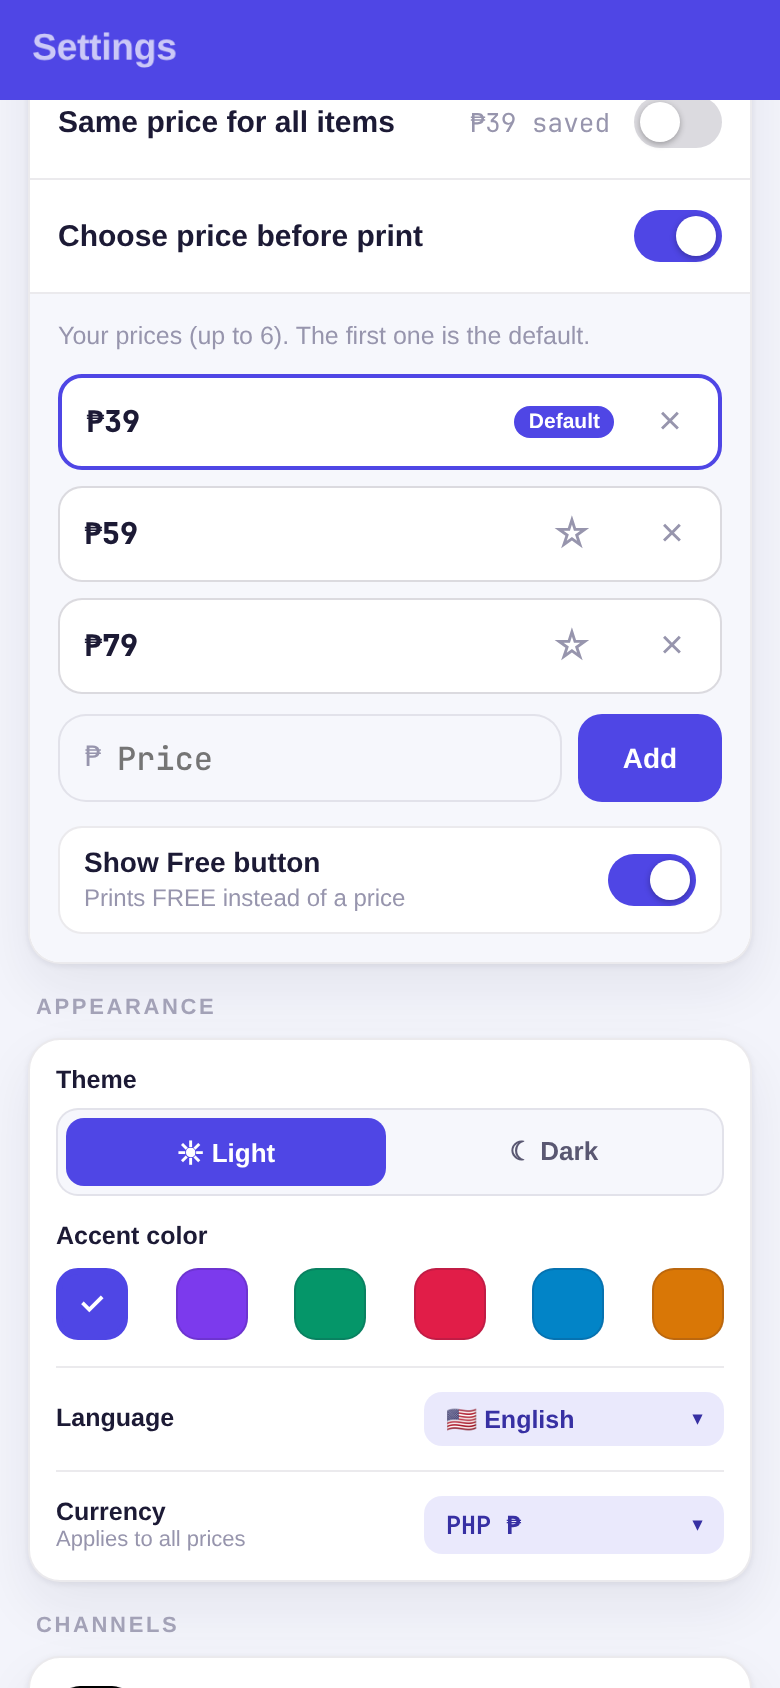 Settings
Same price for all items ₱39 saved
Choose price before print
Your prices (up to 6). The first one is the default.
₱39 Default ✕
₱59 ☆ ✕
₱79 ☆ ✕
₱ Price Add
Show Free button
Prints FREE instead of a price
APPEARANCE
Theme
☀ Light ☾ Dark
Accent color
Language 🇺🇸 English ▼
Currency
Applies to all prices
PHP ₱ ▼
CHANNELS